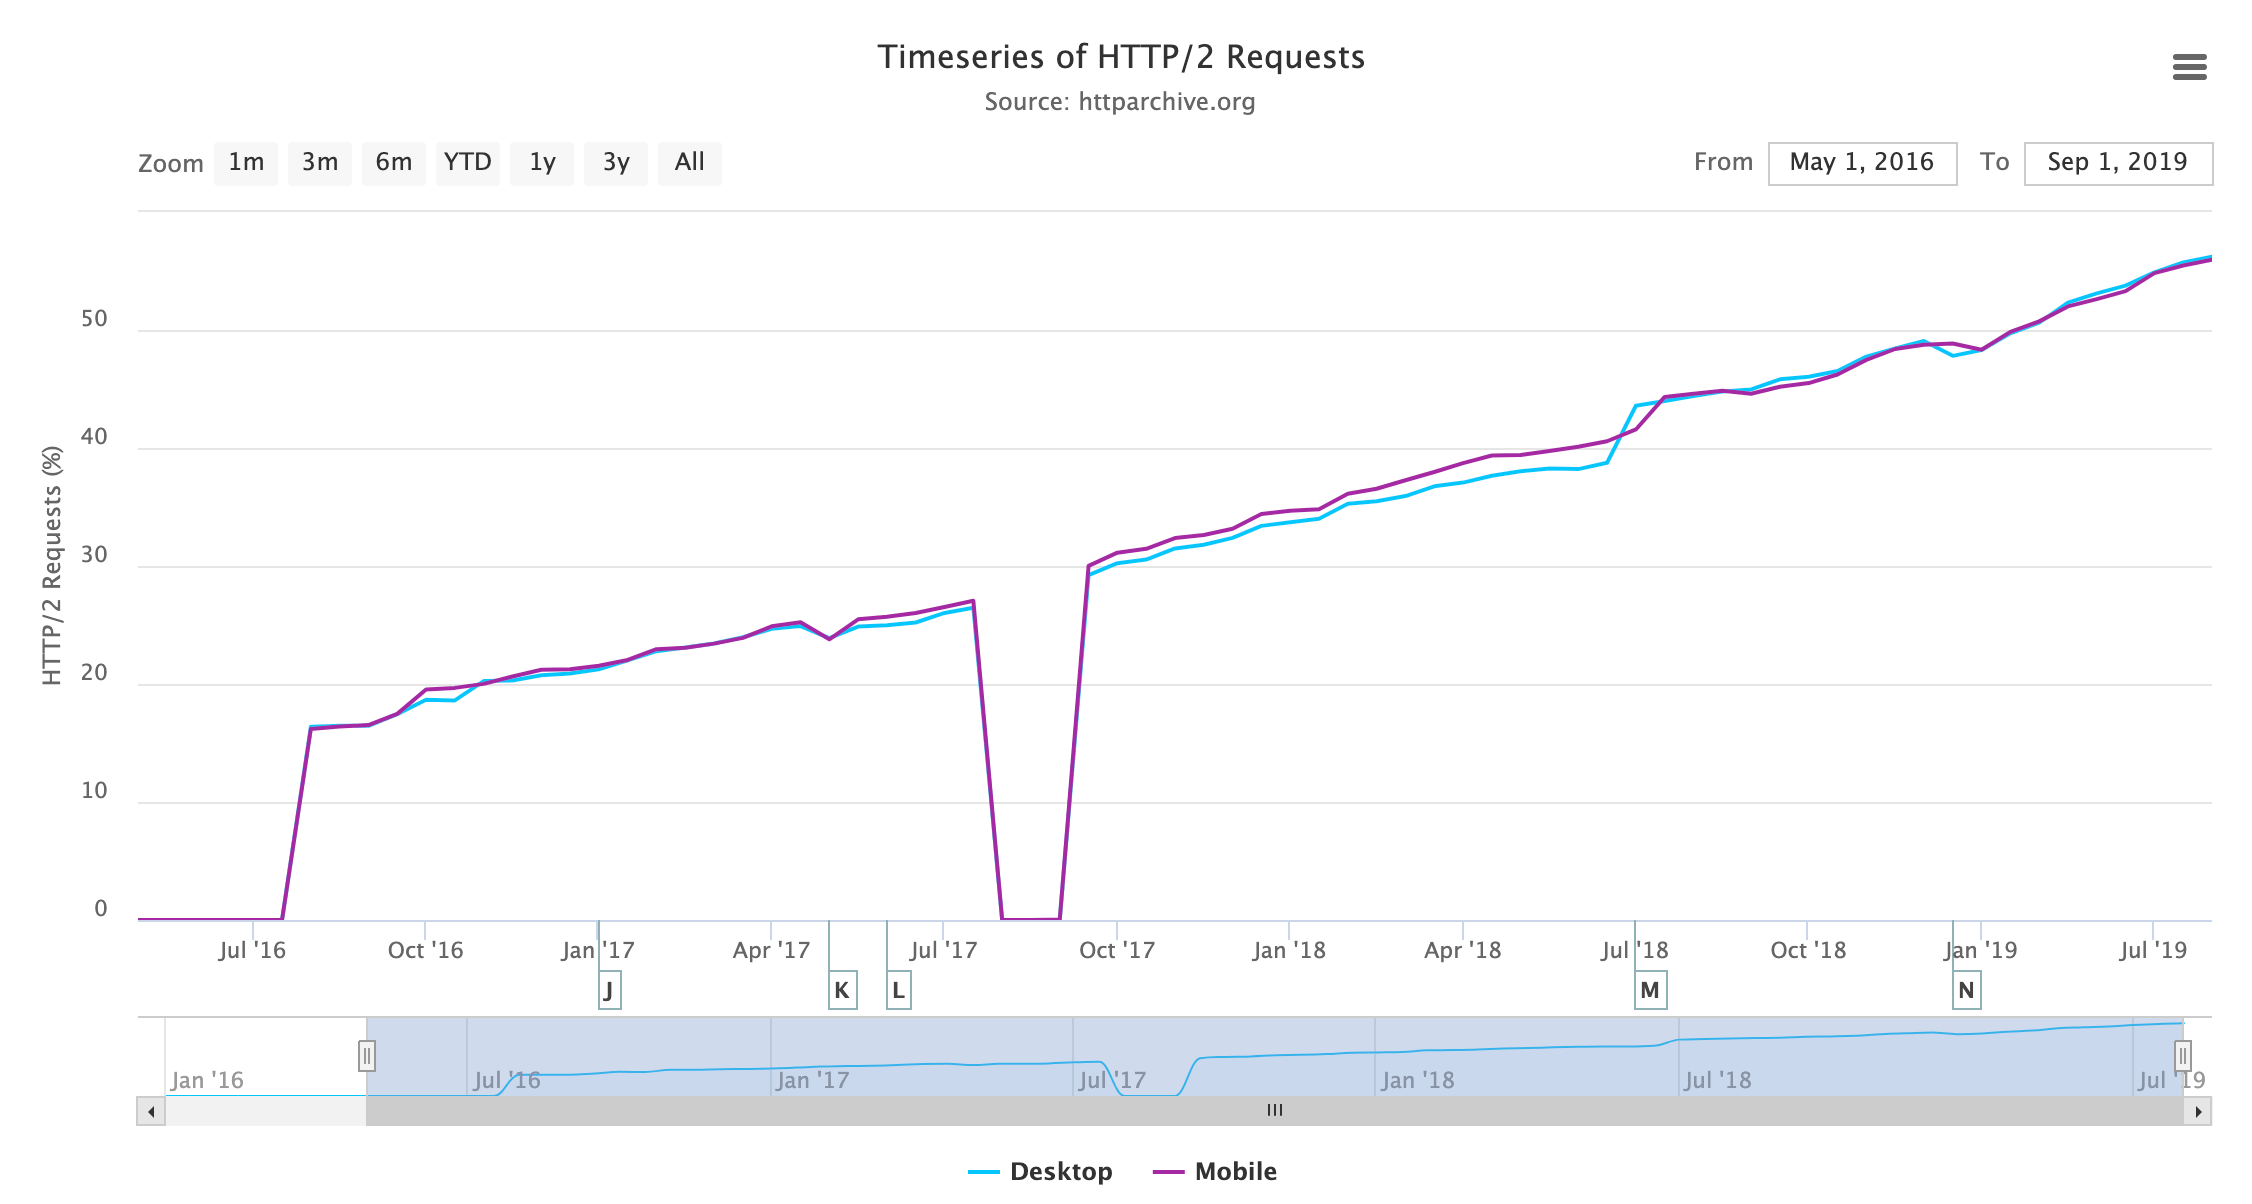 Timeseries of HTTP/2 Requests
Source: httparchive.org
Zoom 1m 3m 6m YTD 1y 3y All From May 1, 2016 To Sep 1, 2019
HTTP/2 Requests (%)
50
40
30
20
10
0
Jul '16 Oct '16 Jan '17 Apr '17 Jul '17 Oct '17 Jan '18 Apr '18 Jul '18 Oct '18 Jan '19 Jul '19
J K L M N
Jan '16 Jul '16 Jan '17 Jul '17 Jan '18 Jul '18 Jul '19
Desktop Mobile